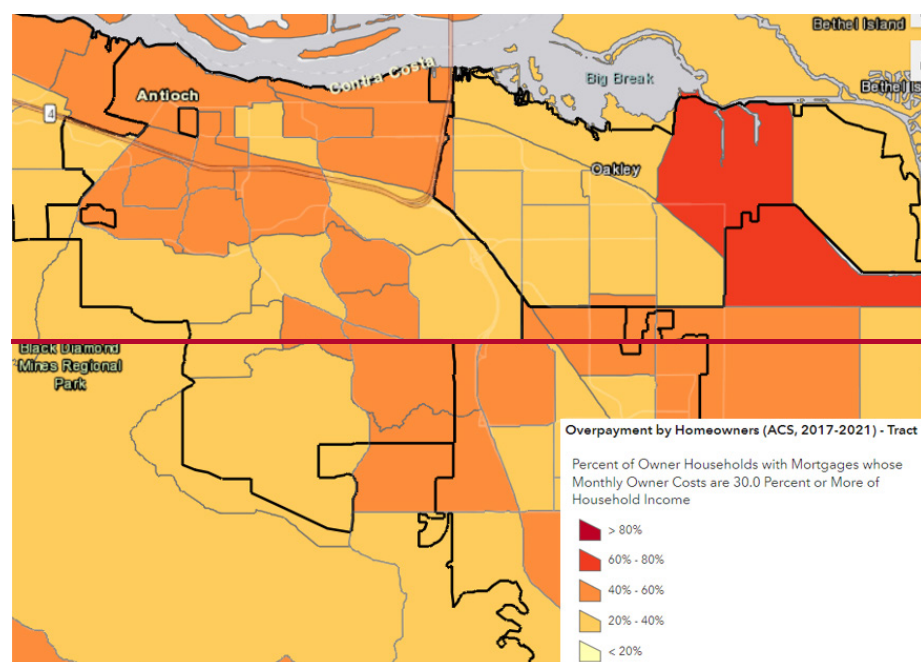 Bethel Island
Contra Costa
Big Break
Antioch
4
Oakley
Black Diamond
Mines Regional
Park
Overpayment by Homeowners (ACS, 2017-2021) - Tract
Percent of Owner Households with Mortgages whose
Monthly Owner Costs are 30.0 Percent or More of
Household Income
> 80%
60% - 80%
40% - 60%
20% - 40%
< 20%